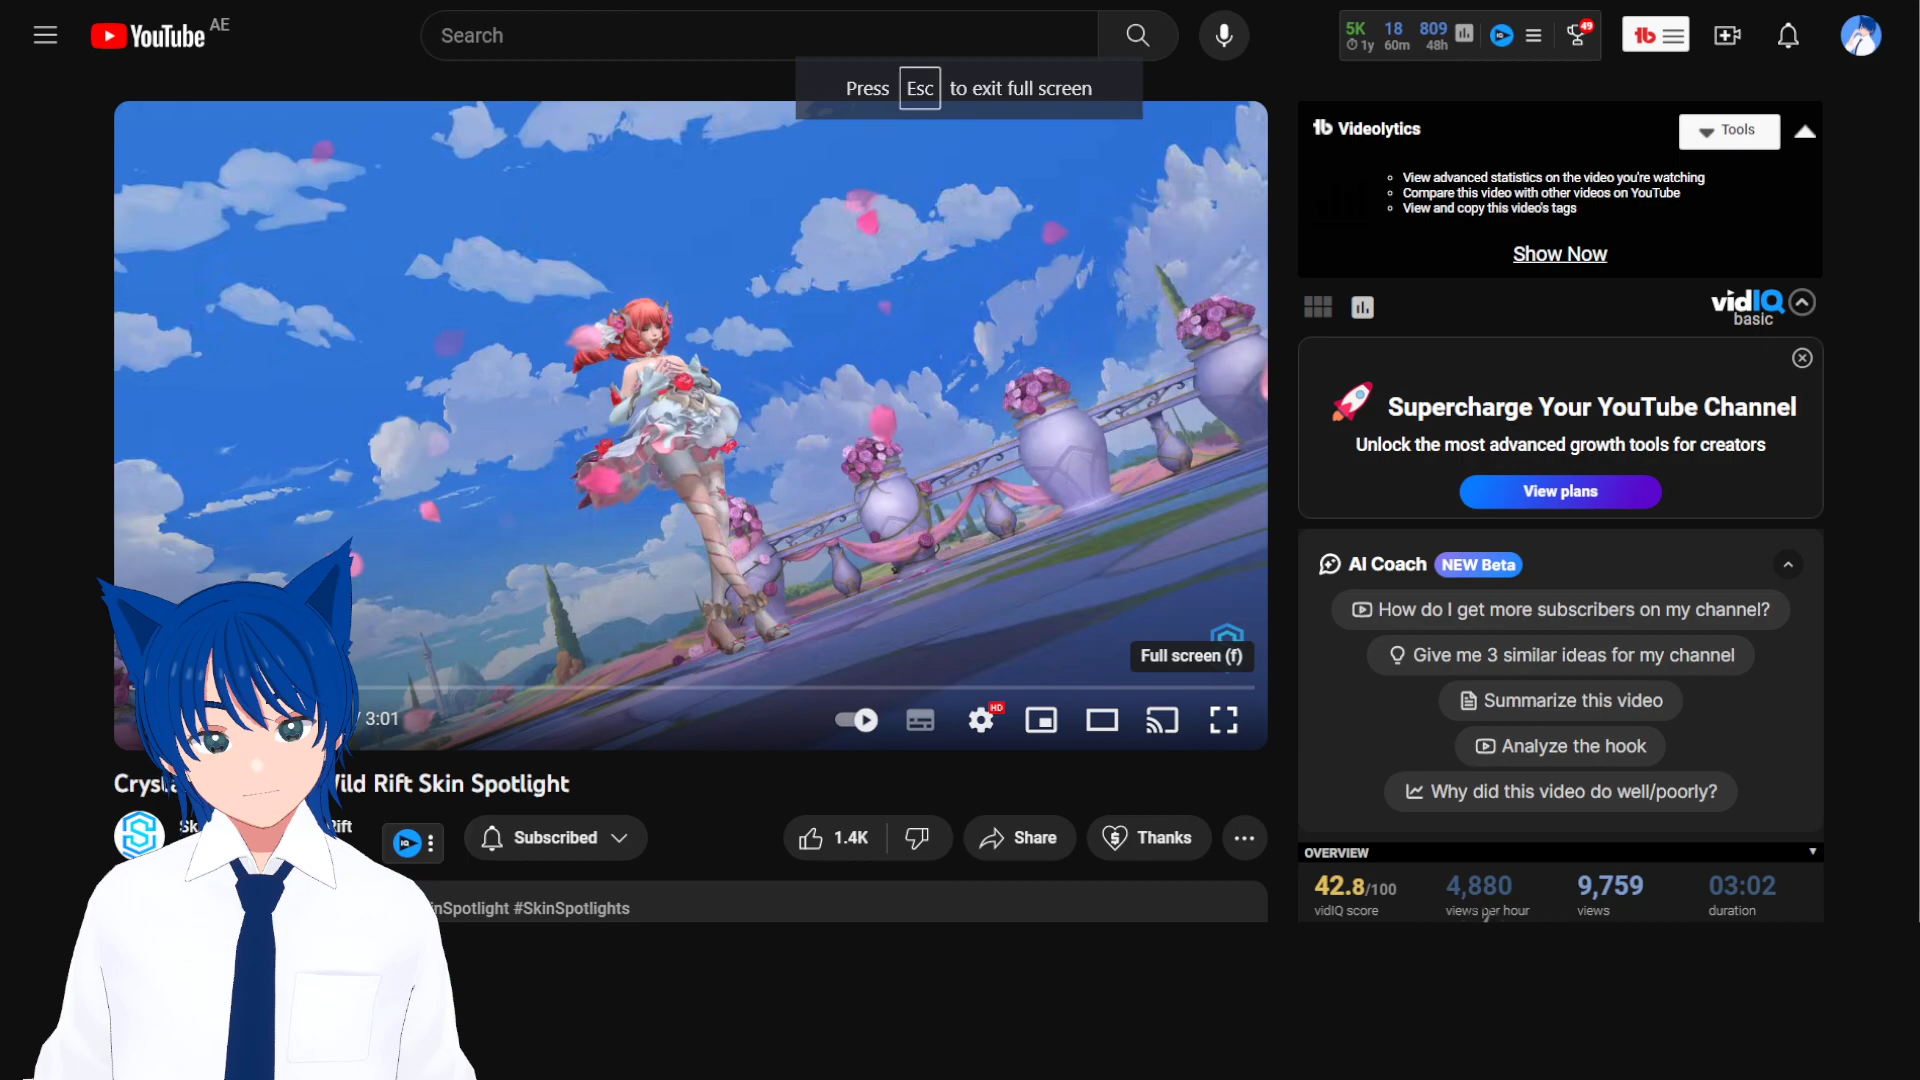 YouTube AE
Search
5K 18 809
1y 60m 48h
49
Press Esc to exit full screen
Videolytics
Tools
View advanced statistics on the video you're watching
Compare this video with other videos on YouTube
View and copy this video's tags
Show Now
vidIQ
basic
Supercharge Your YouTube Channel
Unlock the most advanced growth tools for creators
View plans
AI Coach NEW Beta
How do I get more subscribers on my channel?
Give me 3 similar ideas for my channel
Summarize this video
Analyze the hook
Why did this video do well/poorly?
OVERVIEW
42.8/100 4,880 9,759 03:02
vidIQ score views per hour views duration
Full screen (f)
/ 3:01
HD
Rift Skin Spotlight
Subscribed
1.4K
Share
Thanks
#SkinSpotlights